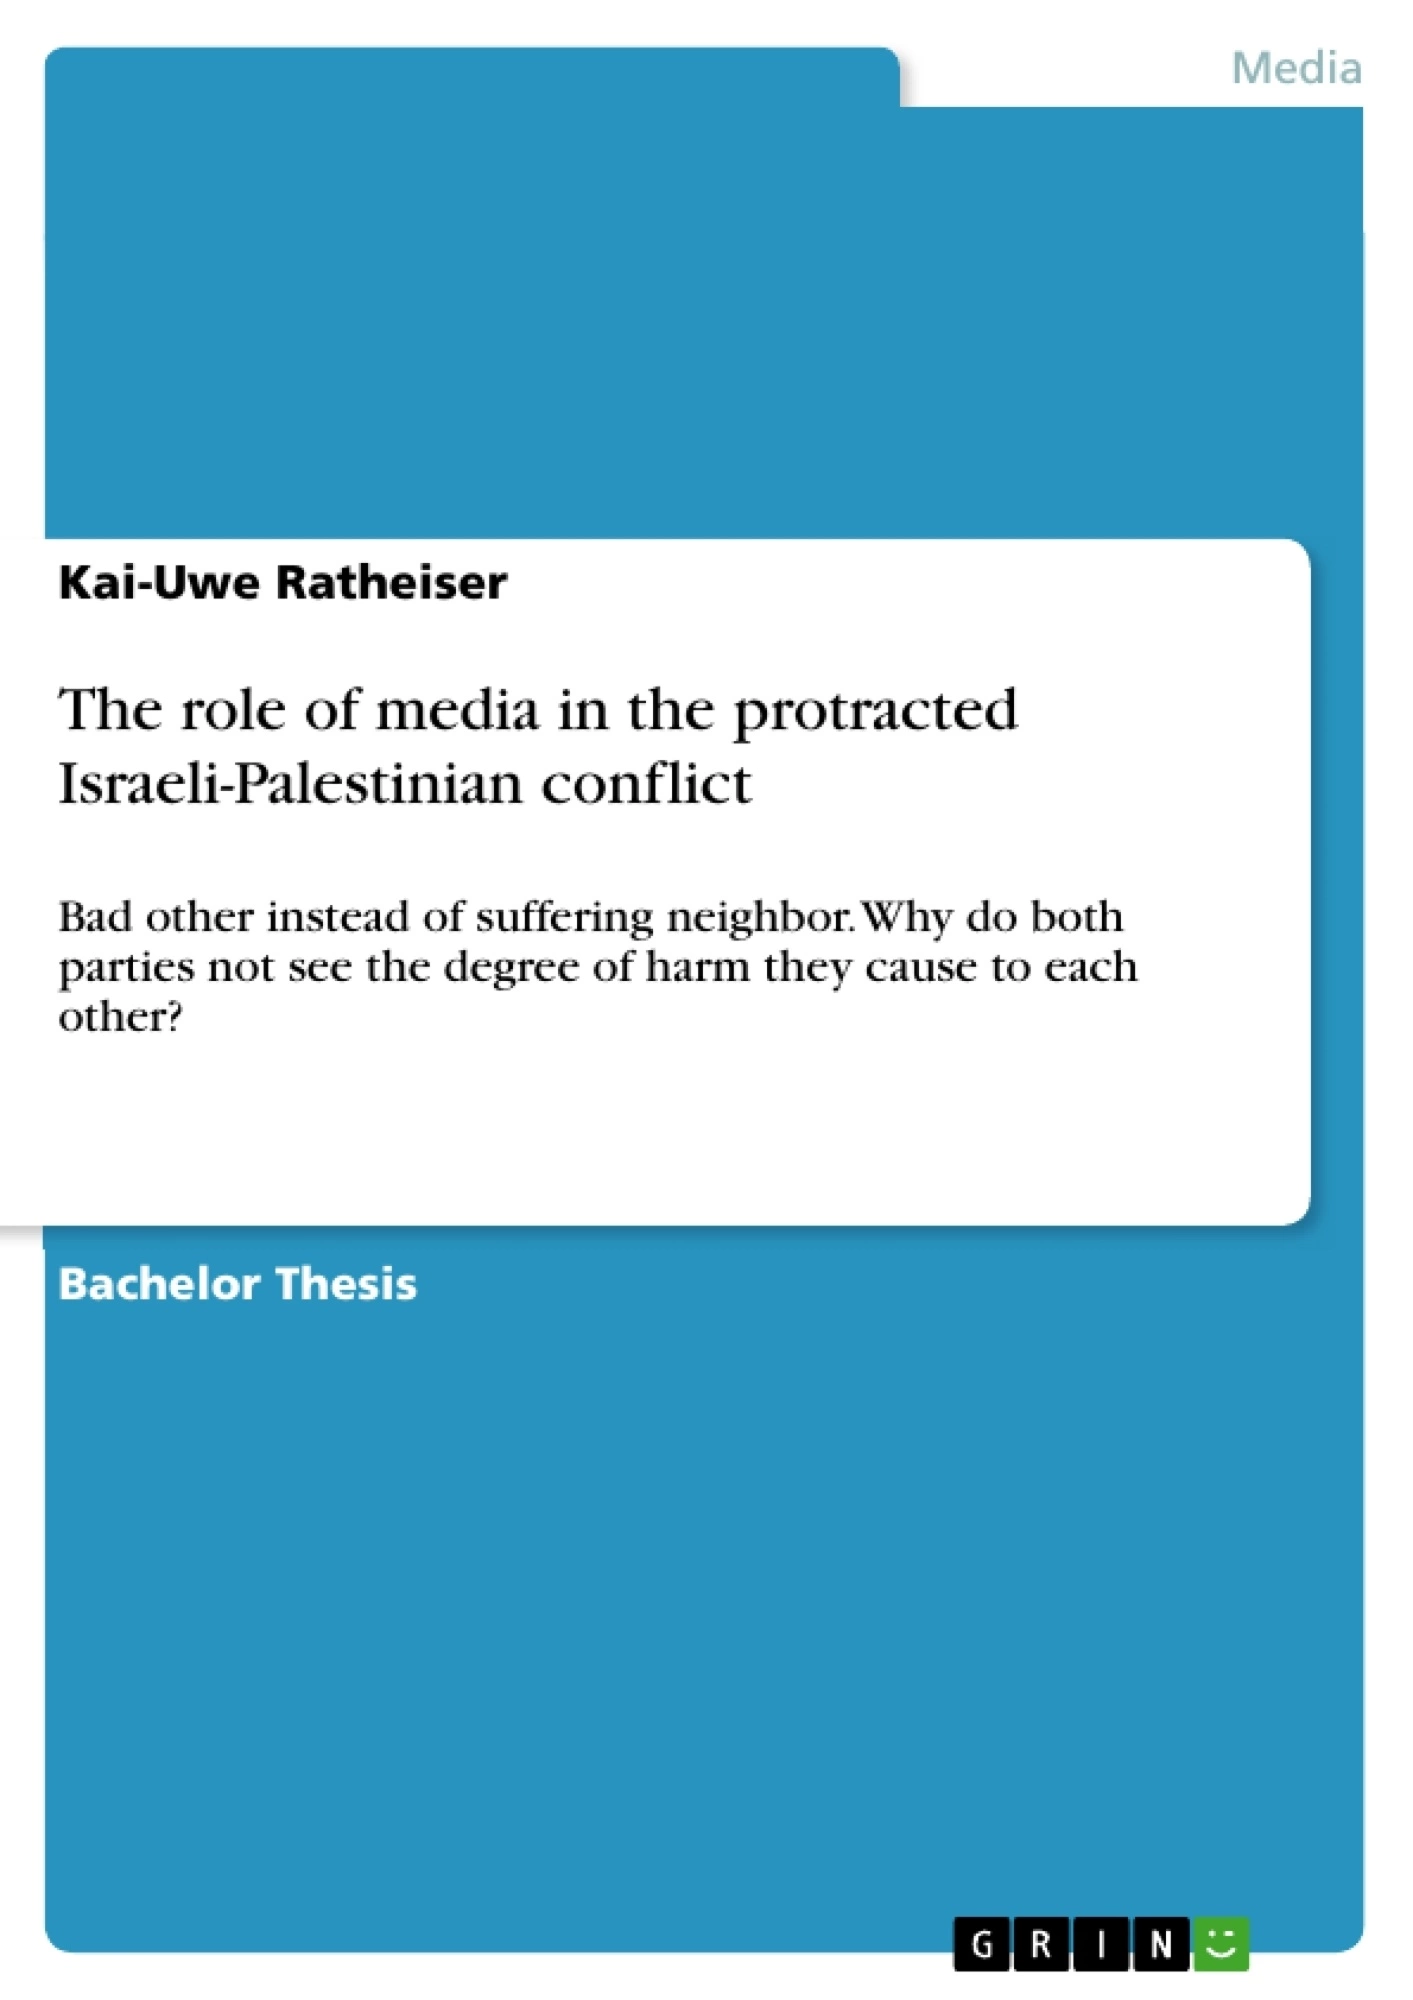 Media
Kai-Uwe Ratheiser
The role of media in the protracted
Israeli-Palestinian conflict
Bad other instead of suffering neighbor. Why do both
parties not see the degree of harm they cause to each
other?
Bachelor Thesis
GRIN